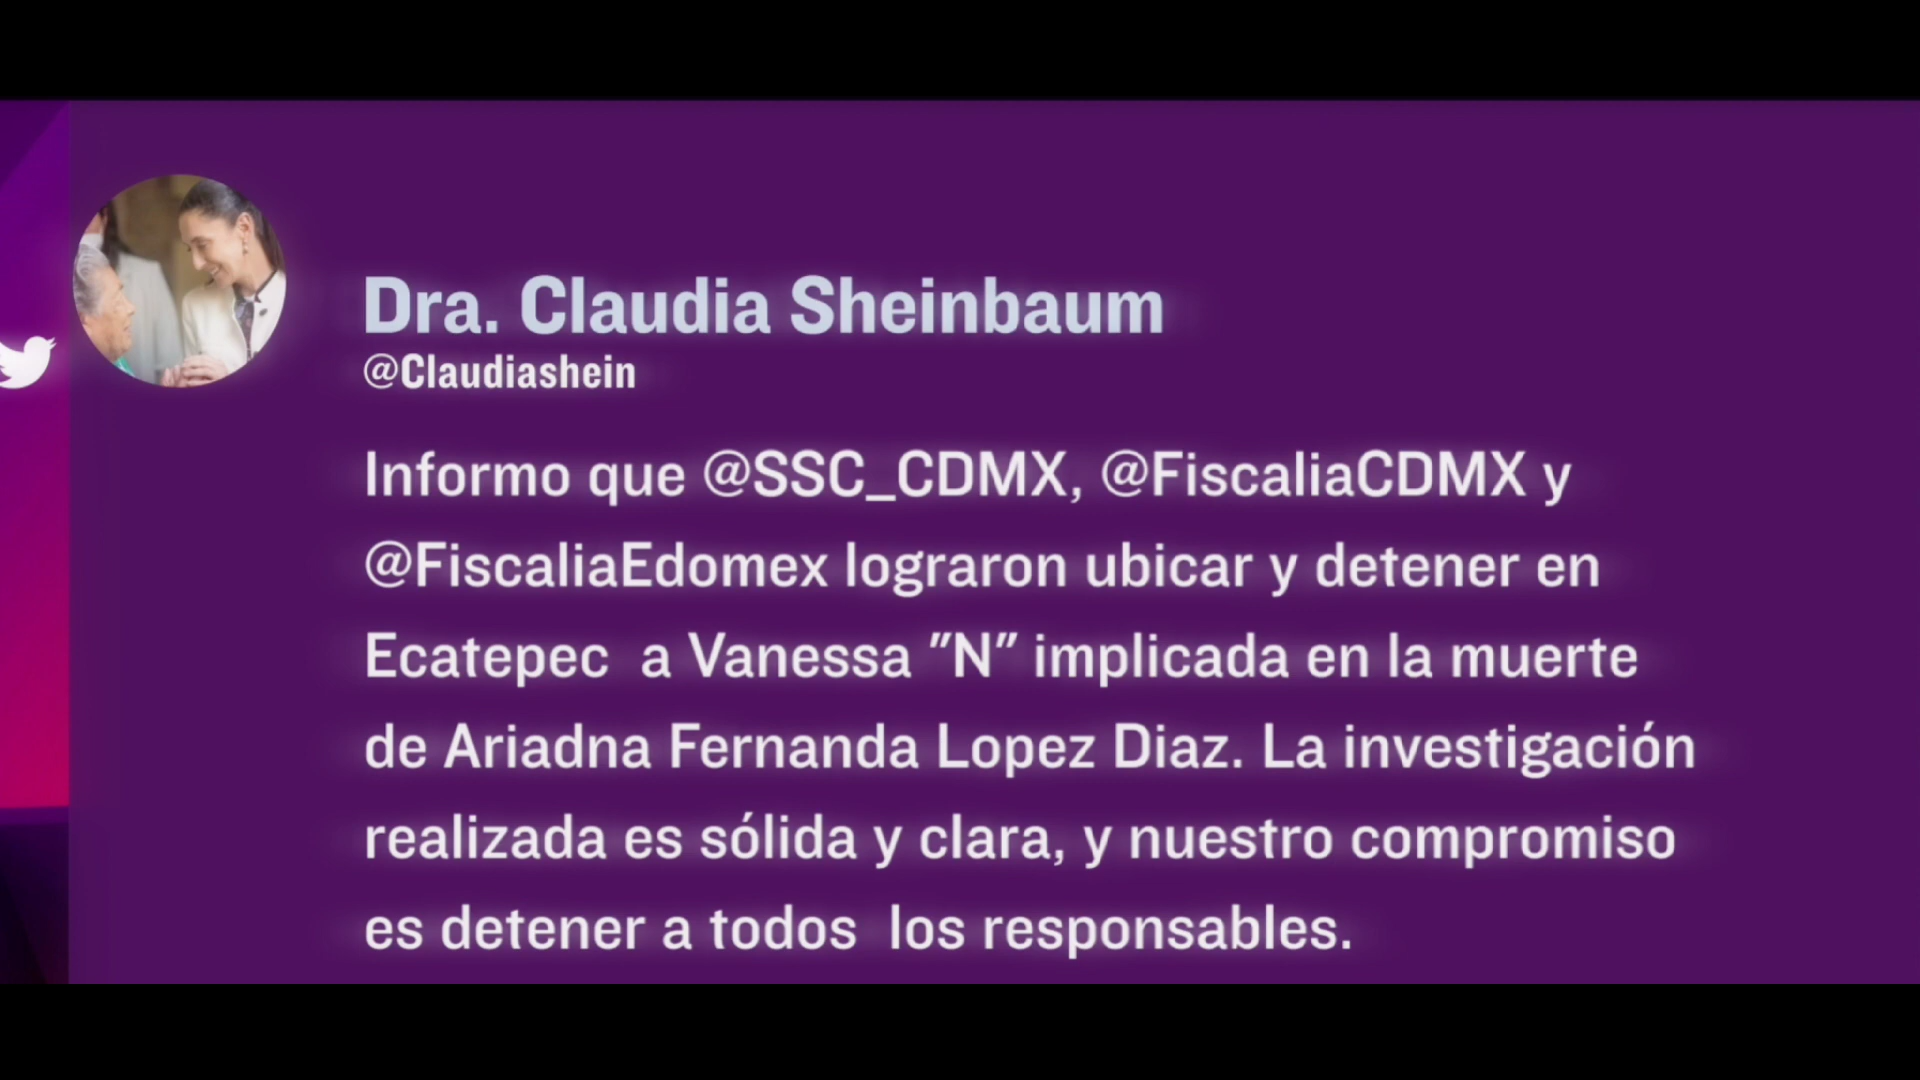 Dra. Claudia Sheinbaum
@Claudiashein
Informo que @SSC_CDMX, @FiscaliaCDMX y
@FiscaliaEdomex lograron ubicar y detener en
Ecatepec  a Vanessa "N" implicada en la muerte
de Ariadna Fernanda Lopez Diaz. La investigación
realizada es sólida y clara, y nuestro compromiso
es detener a todos  los responsables.